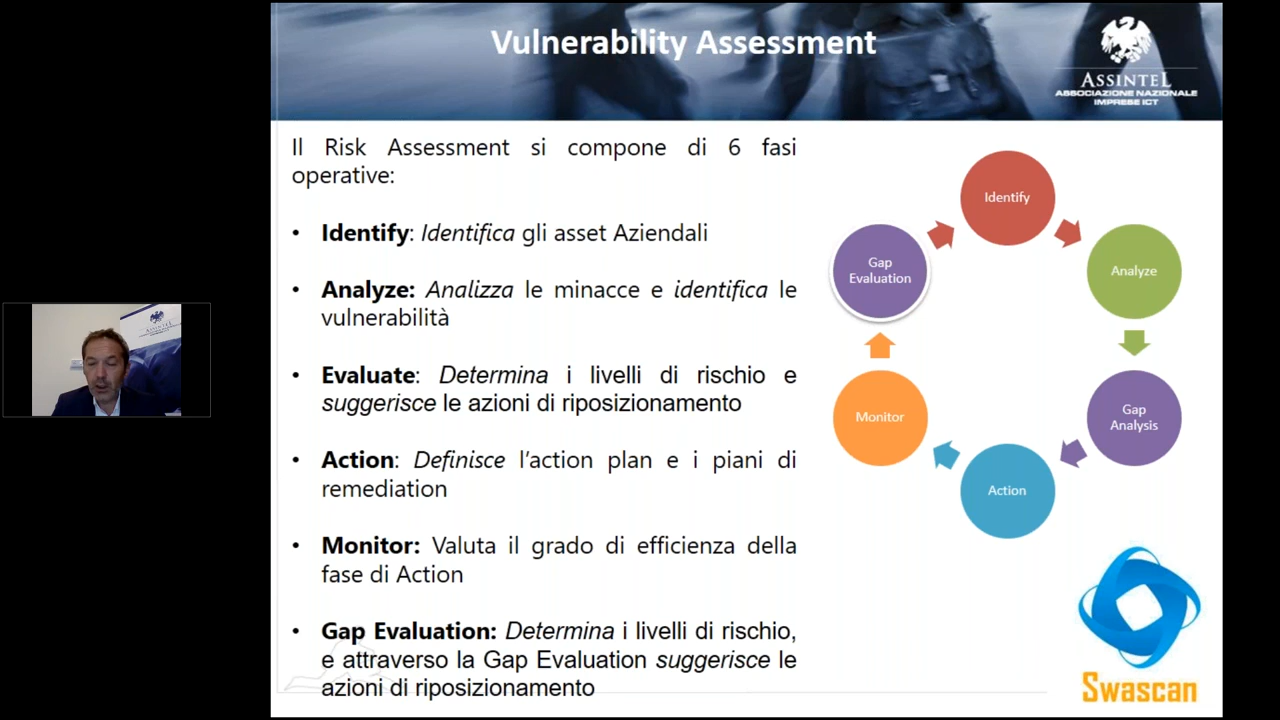 Vulnerability Assessment
ASSINTEL
ASSOCIAZIONE NAZIONALE
IMPRESE ICT
Il Risk Assessment si compone di 6 fasi
operative:
• Identify: Identifica gli asset Aziendali
• Analyze: Analizza le minacce e identifica le
vulnerabilità
• Evaluate: Determina i livelli di rischio e
suggerisce le azioni di riposizionamento
• Action: Definisce l'action plan e i piani di
remediation
• Monitor: Valuta il grado di efficienza della
fase di Action
• Gap Evaluation: Determina i livelli di rischio,
e attraverso la Gap Evaluation suggerisce le
azioni di riposizionamento
Identify
Analyze
Gap
Analysis
Action
Monitor
Gap
Evaluation
Swascan
ASSINTEL